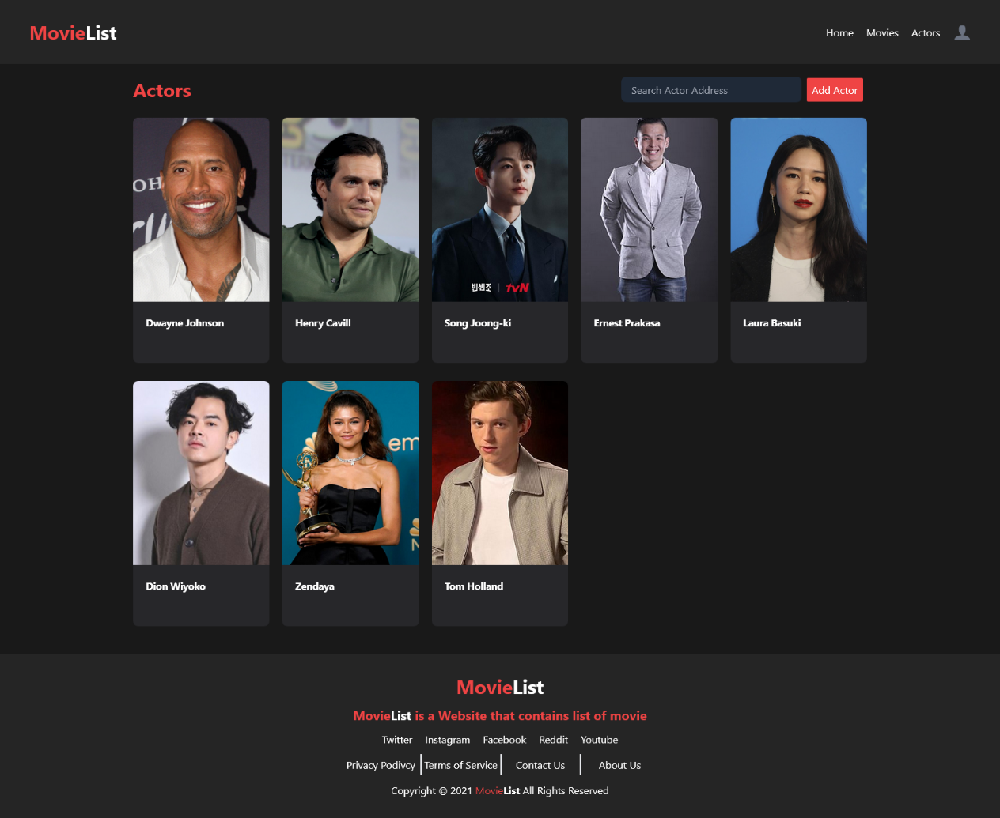 MovieList
Home Movies Actors
Actors
Search Actor Address
Add Actor
OH
빈센조 | tvN
Dwayne Johnson
Henry Cavill
Song Joong-ki
Ernest Prakasa
Laura Basuki
em
N
Dion Wiyoko
Zendaya
Tom Holland
MovieList
MovieList is a Website that contains list of movie
Twitter Instagram Facebook Reddit Youtube
Privacy Podivcy Terms of Service Contact Us About Us
Copyright © 2021 MovieList All Rights Reserved